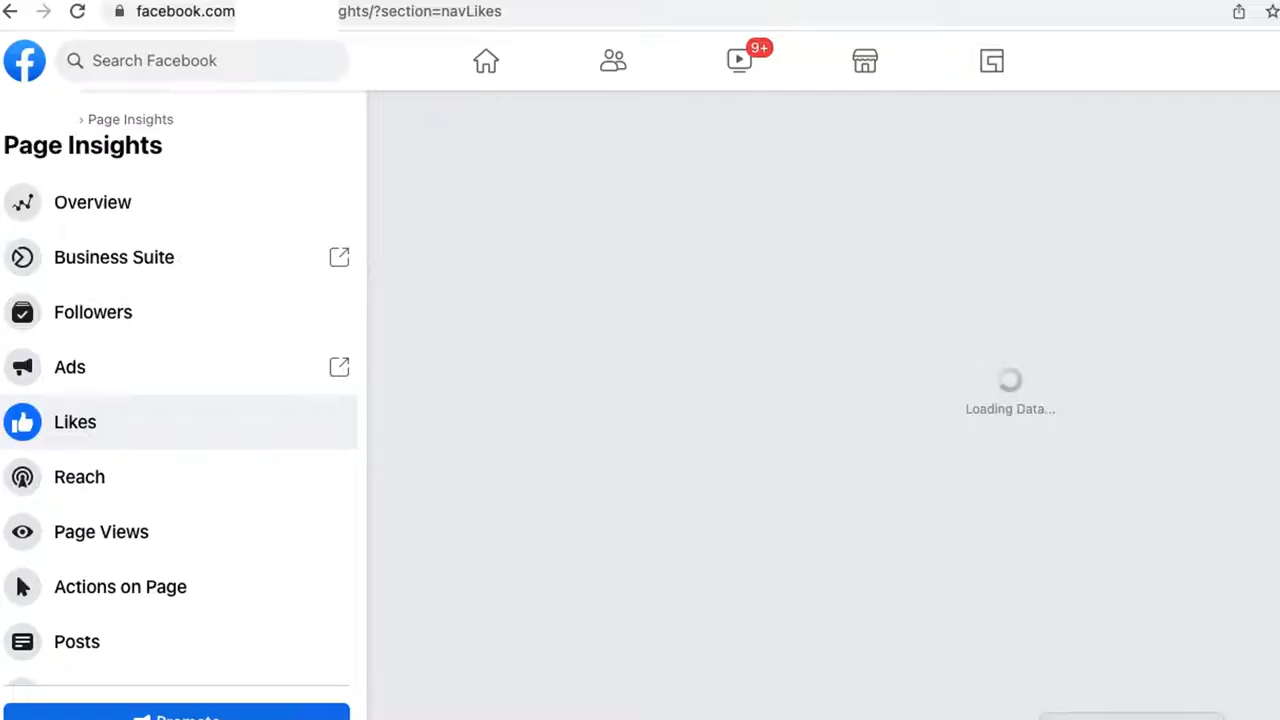 facebook.com ghts/?section=navLikes
Search Facebook
9+
› Page Insights
Page Insights
Overview
Business Suite
Followers
Ads
Likes
Loading Data...
Reach
Page Views
Actions on Page
Posts
Promote